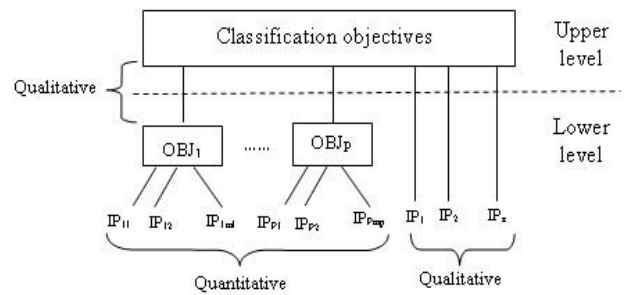 Classification objectives
Upper
level
Qualitative
Lower
level
OBJ₁
......
OBJₚ
IP₁₁ IP₁₂ IP₁ₘ₁ IPₚ₁ IPₚ₂ IPₚₘₚ IP₁ IP₂ IPₓ
Quantitative
Qualitative